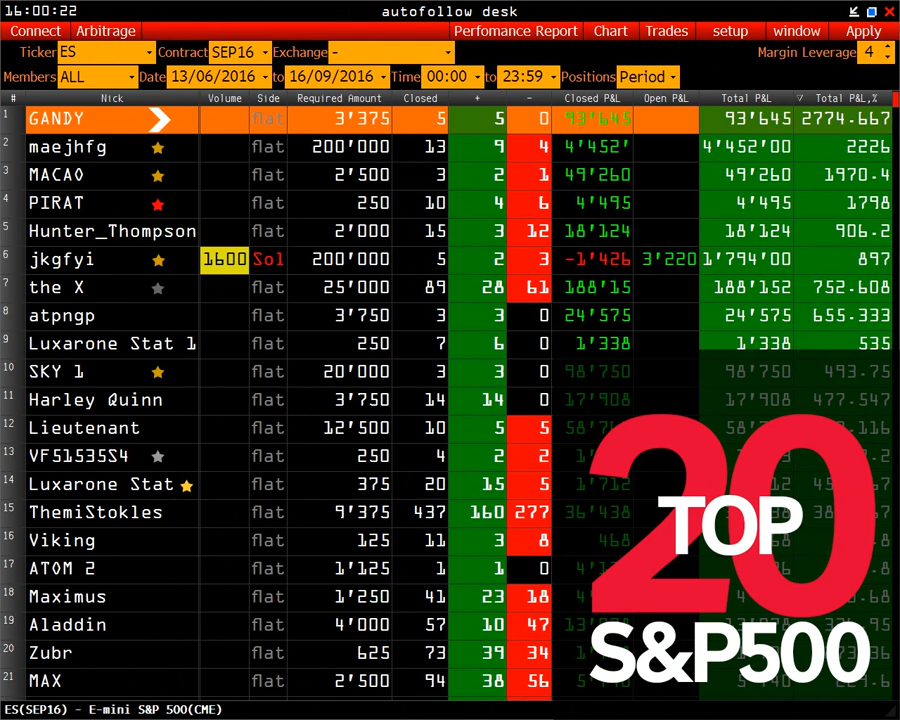 16:00:22 autofollow desk
Connect Arbitrage Perfomance Report Chart Trades setup window Apply
Ticker ES Contract SEP16 Exchange - Margin Leverage 4
Members ALL Date 13/06/2016 to 16/09/2016 Time 00:00 to 23:59 Positions Period
# Nick Volume Side Required Amount Closed + - Closed P&L Open P&L Total P&L Total P&L,%
1 GANDY flat 3'375 5 5 0 93'645 93'645 2774.667
2 maejhfg flat 200'000 13 9 4 4'452' 4'452'00 2226
3 MACAO flat 2'500 3 2 1 49'260 49'260 1970.4
4 PIRAT flat 250 10 4 6 4'495 4'495 1798
5 Hunter_Thompson flat 2'000 15 3 12 18'124 18'124 906.2
6 jkgfyi 1600 Sol 200'000 5 2 3 -1'426 3'220 1'794'00 897
7 the X flat 25'000 89 28 61 188'15 188'152 752.608
8 atpngp flat 3'750 3 3 0 24'575 24'575 655.333
9 Luxarone Stat 1 flat 250 7 6 0 1'338 1'338 535
10 SKY 1 flat 20'000 3 3 0 98'750 98'750 493.75
11 Harley Quinn flat 3'750 14 14 0 17'908 17'908 477.547
12 Lieutenant flat 12'500 10 5 5
13 VF51535S4 flat 250 4 2 2
14 Luxarone Stat flat 375 20 15 5 1'712
15 ThemiStokles flat 9'375 437 160 277 36'438
16 Viking flat 125 11 3 8 468
17 ATOM 2 flat 1'125 1 1 0
18 Maximus flat 1'250 41 23 18
19 Aladdin flat 4'000 57 10 47
20 Zubr flat 625 73 39 34
21 MAX flat 2'500 94 38 56
20
TOP
S&P500
ES(SEP16) - E-mini S&P 500(CME)